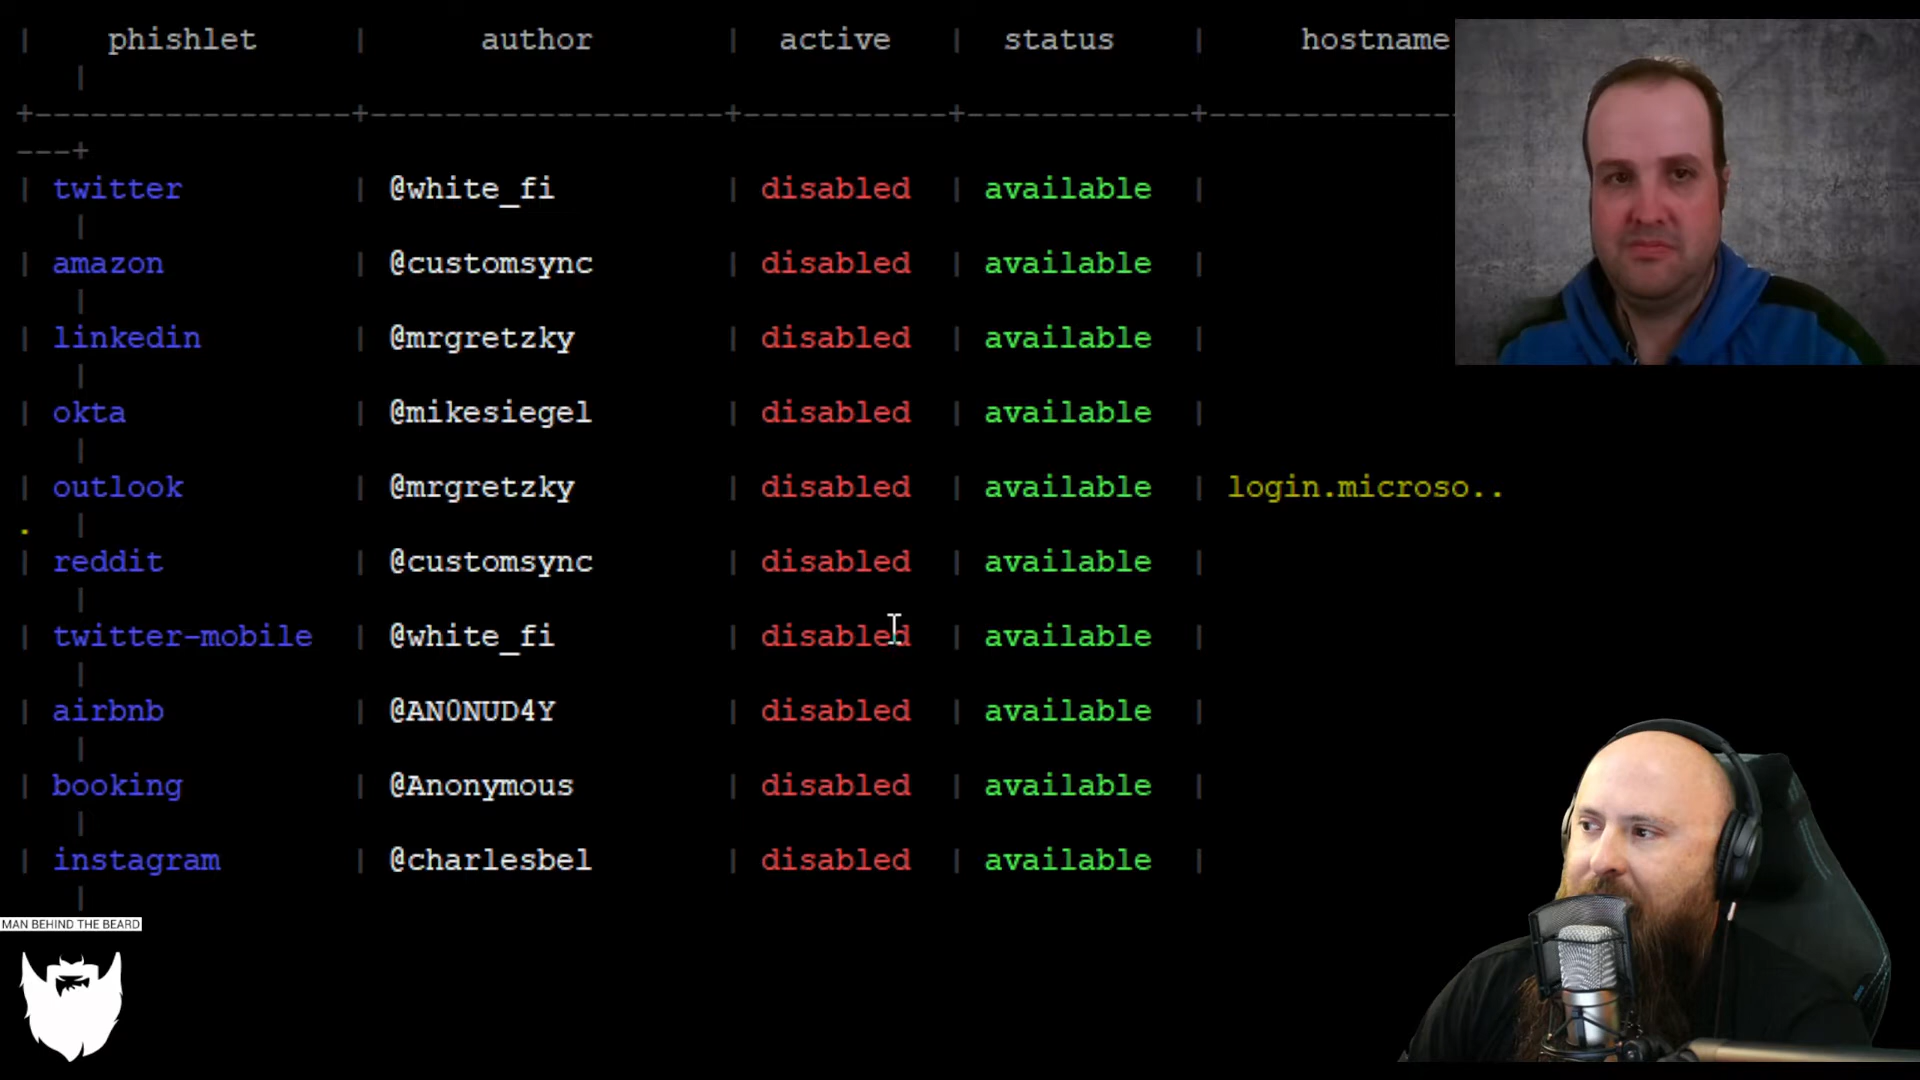 | phishlet | author | active | status | hostname
|
+-----------------+-------------------+-----------+------------+-------------
---+
| twitter | @white_fi | disabled | available |
|
| amazon | @customsync | disabled | available |
|
| linkedin | @mrgretzky | disabled | available |
|
| okta | @mikesiegel | disabled | available |
|
| outlook | @mrgretzky | disabled | available | login.microso..
. |
| reddit | @customsync | disabled | available |
|
| twitter-mobile | @white_fi | disabled | available |
|
| airbnb | @AN0NUD4Y | disabled | available |
|
| booking | @Anonymous | disabled | available |
|
| instagram | @charlesbel | disabled | available |
|
MAN BEHIND THE BEARD